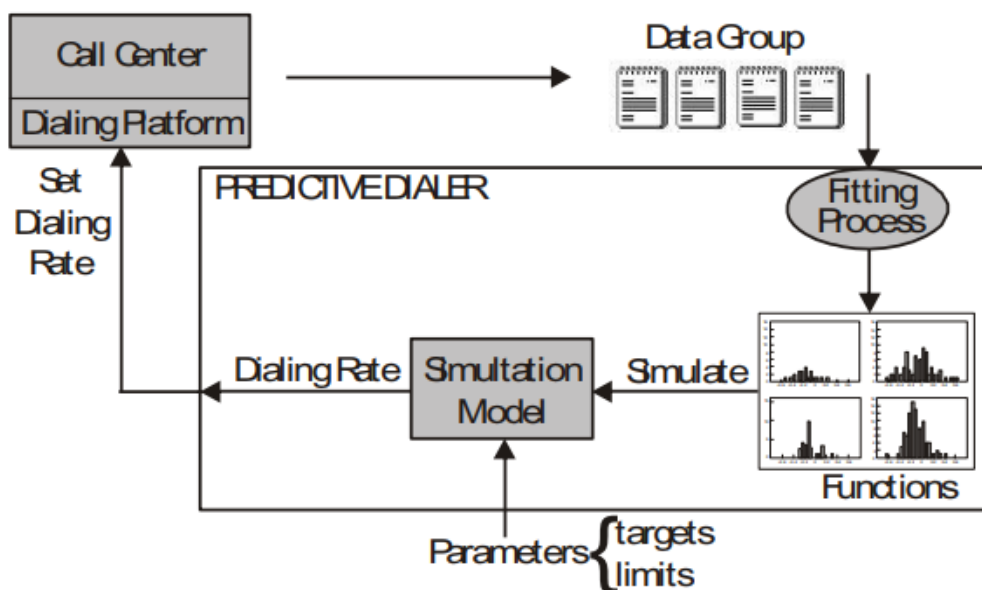 Call Center
Dialing Platform
Data Group
Set
Dialing
Rate
PREDICTIVE DIALER
Fitting
Process
Dialing Rate
Simultation
Model
Simulate
Functions
Parameters
targets
limits